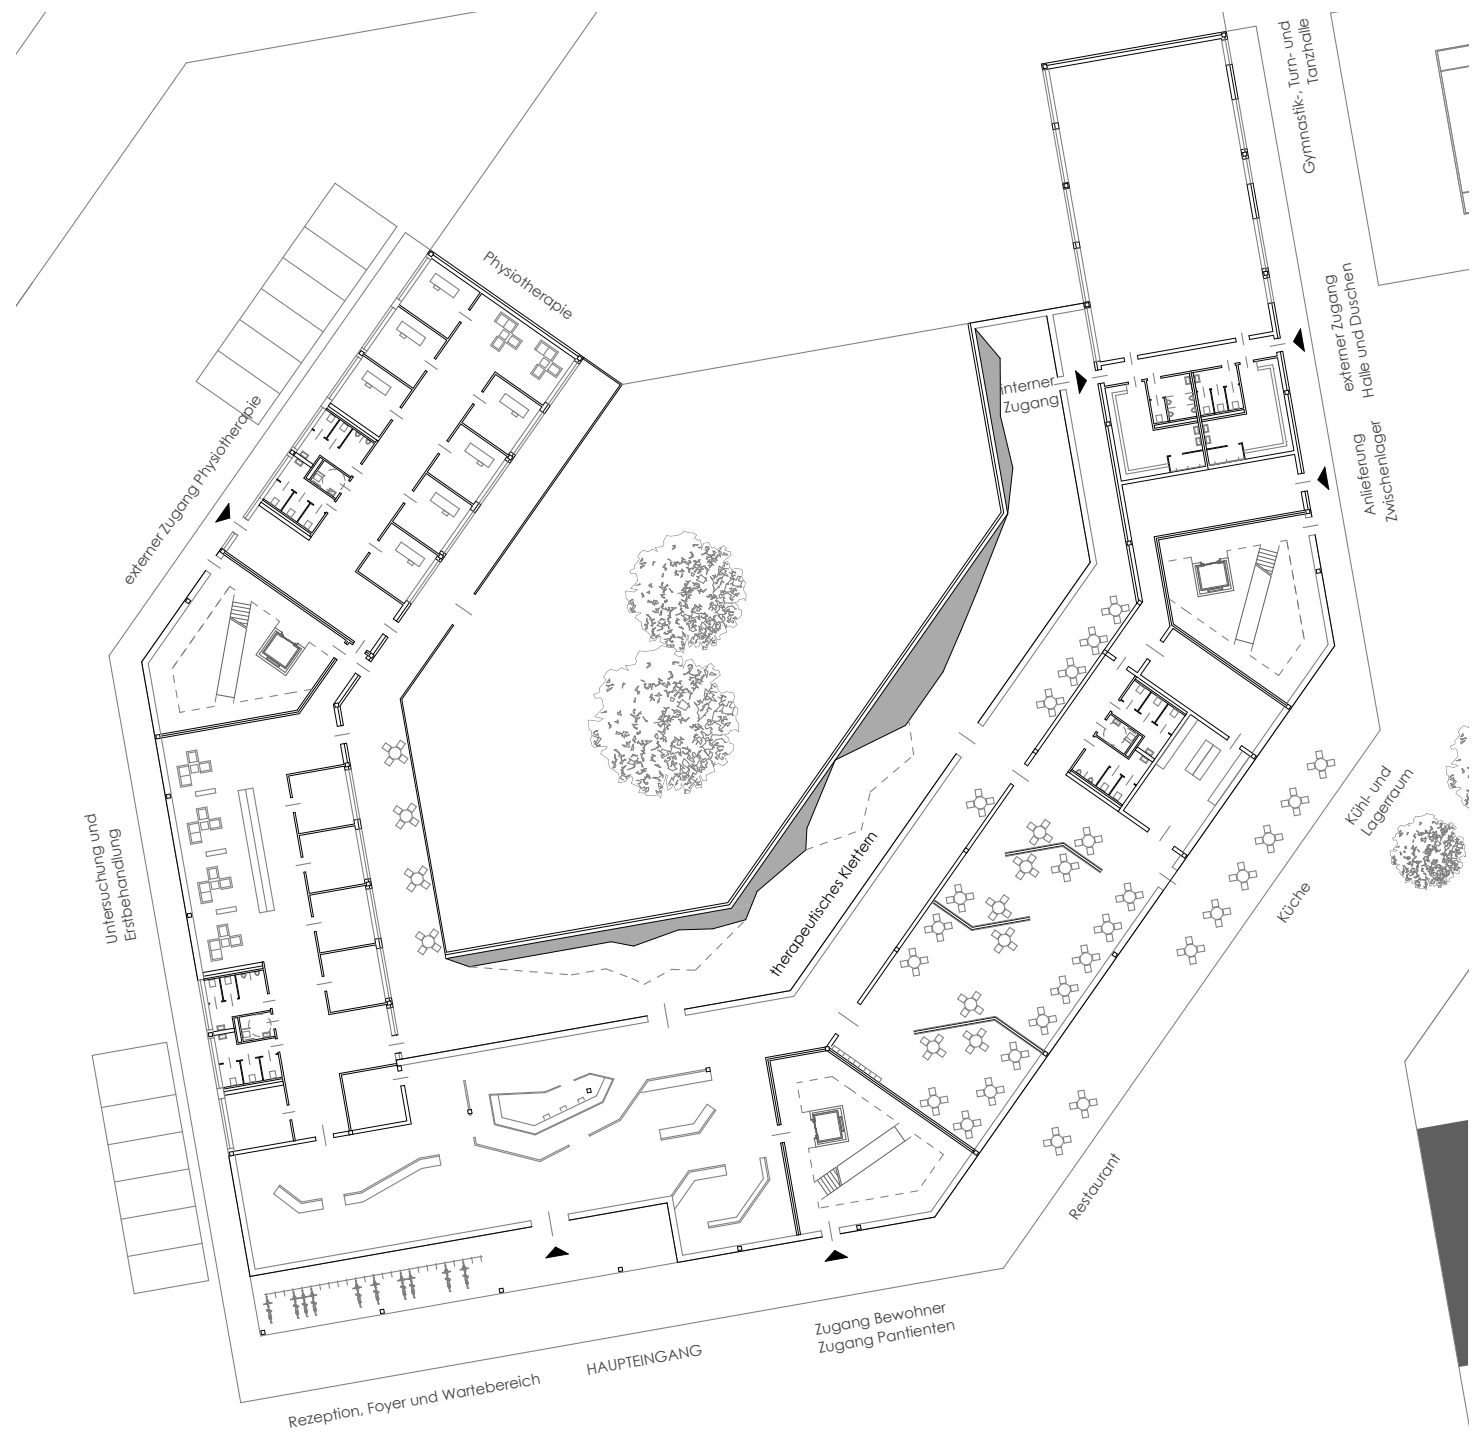 Gymnastik-, Turn- und
Tanzhalle
Physiotherapie
externer Zugang
Halle und Duschen
interner
Zugang
externer Zugang Physiotherapie
Anlieferung
Zwischenlager
Kühl- und
Lagerraum
Untersuchung und
Erstbehandlung
therapeutisches Klettern
Küche
Restaurant
Zugang Bewohner
Zugang Pantienten
HAUPTEINGANG
Rezeption, Foyer und Wartebereich